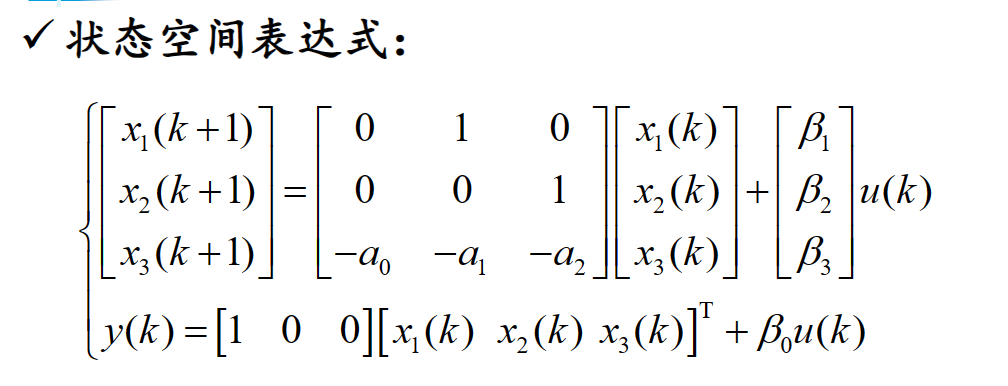 ✓ 状态空间表达式：
⎧⎡x₁(k+1)⎤ ⎡0 1 0⎤⎡x₁(k)⎤ ⎡β₁⎤
⎨⎢x₂(k+1)⎥=⎢0 0 1⎥⎢x₂(k)⎥+⎢β₂⎥u(k)
⎣x₃(k+1)⎦ ⎣−a₀ −a₁ −a₂⎦⎣x₃(k)⎦ ⎣β₃⎦
⎩y(k)=[1 0 0][x₁(k) x₂(k) x₃(k)]ᵀ+β₀u(k)